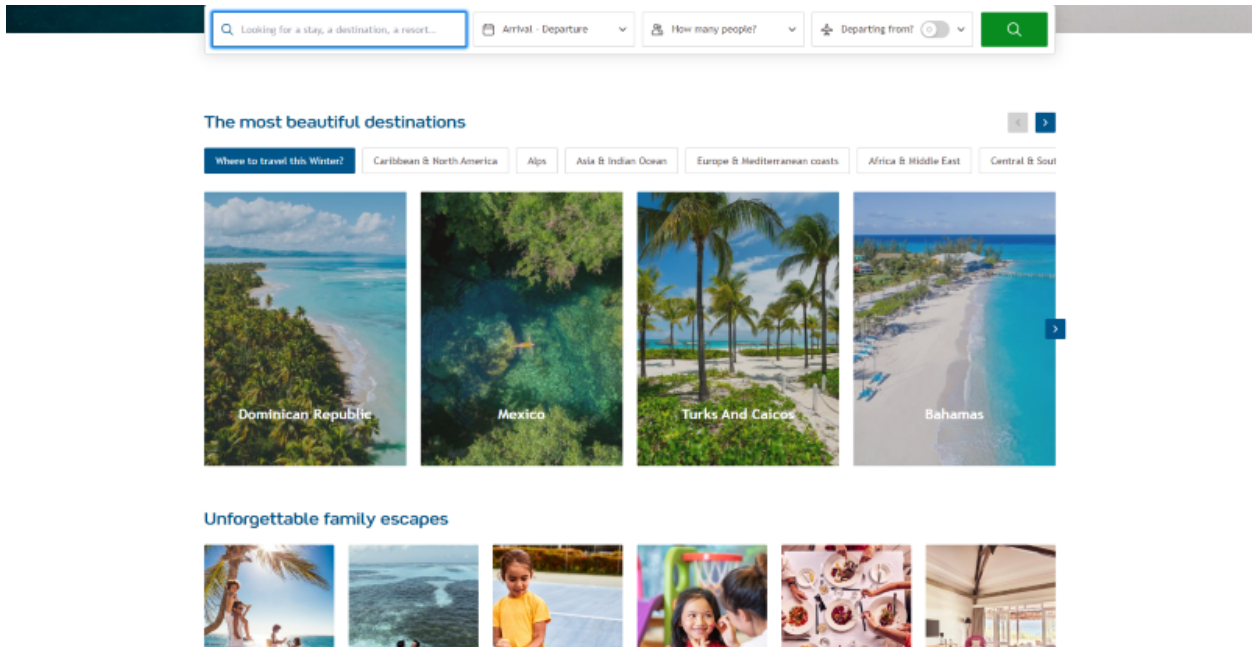 Looking for a stay, a destination, a resort...
Arrival - Departure
How many people?
Departing from?
The most beautiful destinations
Where to travel this Winter?
Caribbean & North America
Alps
Asia & Indian Ocean
Europe & Mediterranean coasts
Africa & Middle East
Central & Sout
Dominican Republic
Mexico
Turks And Caicos
Bahamas
Unforgettable family escapes